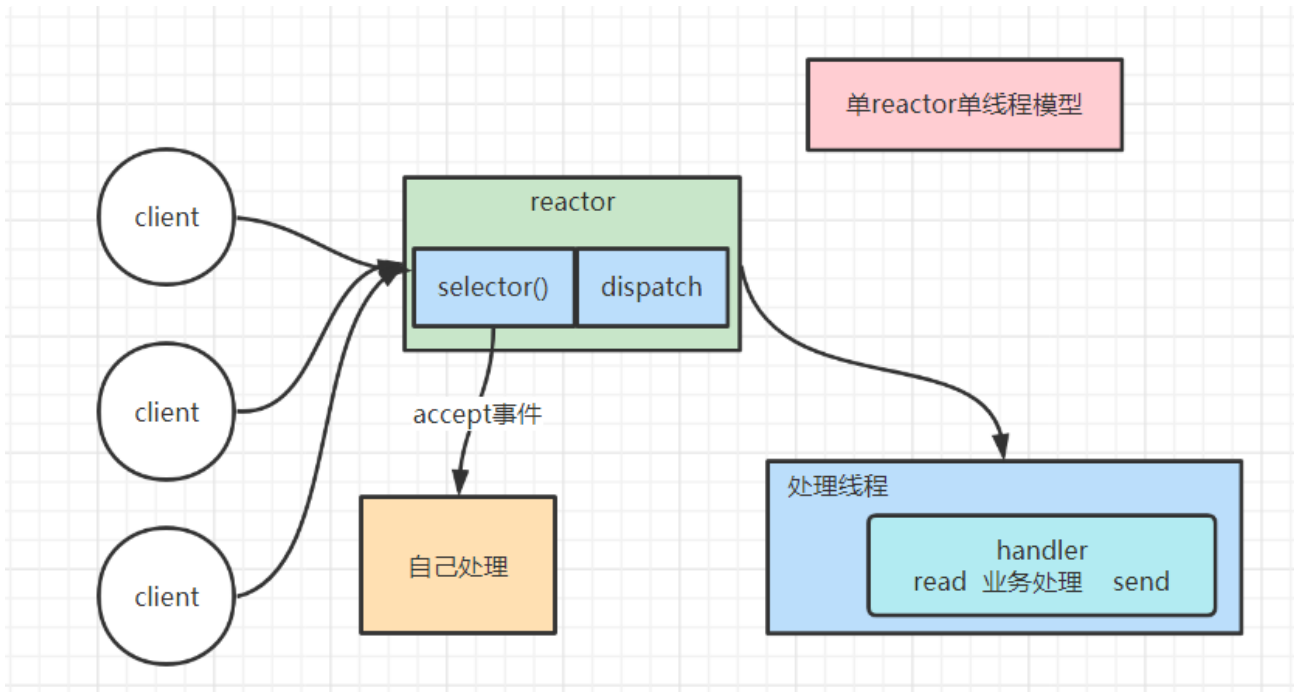 单reactor单线程模型
client
reactor
selector()
dispatch
client
accept事件
处理线程
自己处理
handler
read 业务处理 send
client